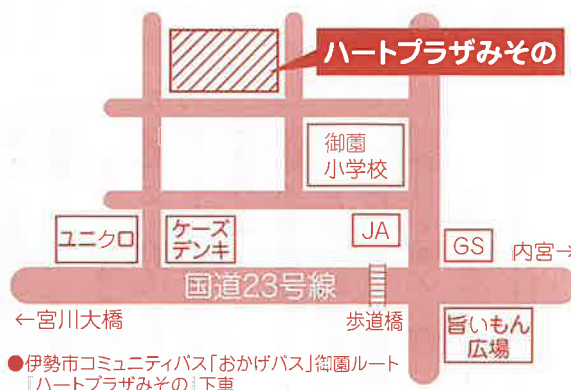 ハートプラザみその
御薗
小学校
ユニクロ
ケーズ
デンキ
JA
GS
内宮→
国道23号線
←宮川大橋
歩道橋
旨いもん
広場
●伊勢市コミュニティバス「おかげバス」御薗ルート
『ハートプラザみその』下車